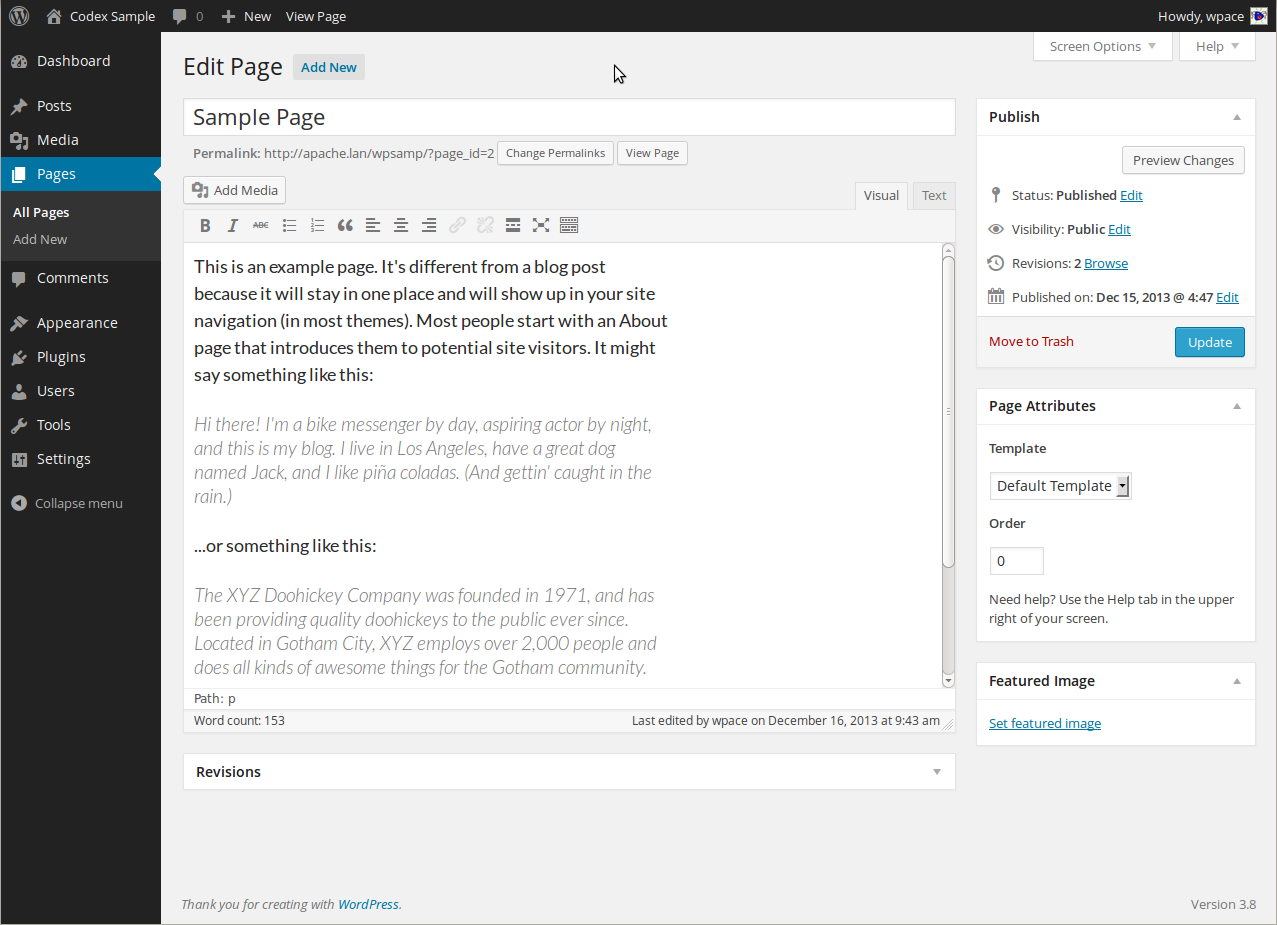 Codex Sample 0 New View Page Howdy, wpace
Screen Options Help
Dashboard
Posts
Media
Pages
All Pages
Add New
Comments
Appearance
Plugins
Users
Tools
Settings
Collapse menu
Edit Page Add New
Sample Page
Permalink: http://apache.lan/wpsamp/?page_id=2 Change Permalinks View Page
Add Media
Visual Text
B I ABC
This is an example page. It's different from a blog post
because it will stay in one place and will show up in your site
navigation (in most themes). Most people start with an About
page that introduces them to potential site visitors. It might
say something like this:
Hi there! I'm a bike messenger by day, aspiring actor by night,
and this is my blog. I live in Los Angeles, have a great dog
named Jack, and I like piña coladas. (And gettin' caught in the
rain.)
...or something like this:
The XYZ Doohickey Company was founded in 1971, and has
been providing quality doohickeys to the public ever since.
Located in Gotham City, XYZ employs over 2,000 people and
does all kinds of awesome things for the Gotham community.
Path: p
Word count: 153 Last edited by wpace on December 16, 2013 at 9:43 am
Revisions
Publish
Preview Changes
Status: Published Edit
Visibility: Public Edit
Revisions: 2 Browse
Published on: Dec 15, 2013 @ 4:47 Edit
Move to Trash Update
Page Attributes
Template
Default Template
Order
0
Need help? Use the Help tab in the upper
right of your screen.
Featured Image
Set featured image
Thank you for creating with WordPress. Version 3.8